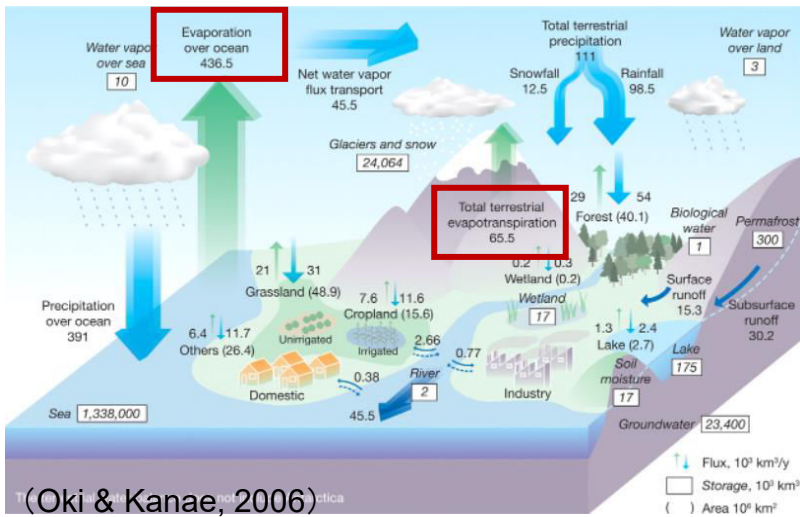 Evaporation
over ocean
436.5
Water vapor
over sea
10
Net water vapor
flux transport
45.5
Total terrestrial
precipitation
111
Snowfall
12.5
Rainfall
98.5
Water vapor
over land
3
Glaciers and snow
24,064
Total terrestrial
evapotranspiration
65.5
29
54
Forest (40.1)
Biological
water
1
Permafrost
300
Precipitation
over ocean
391
21
31
Grassland (48.9)
7.6
11.6
Cropland (15.6)
0.2
0.3
Wetland (0.2)
Wetland
17
Surface
runoff
15.3
Subsurface
runoff
30.2
6.4
11.7
Others (26.4)
Unirrigated
Irrigated
2.66
0.77
1.3
2.4
Lake (2.7)
Lake
175
Domestic
0.38
River
2
Industry
Soil
moisture
17
Sea
1,338,000
45.5
Groundwater
23,400
Flux, 10³ km³/y
Storage, 10³ km³
( ) Area 10⁶ km²
(Oki & Kanae, 2006)